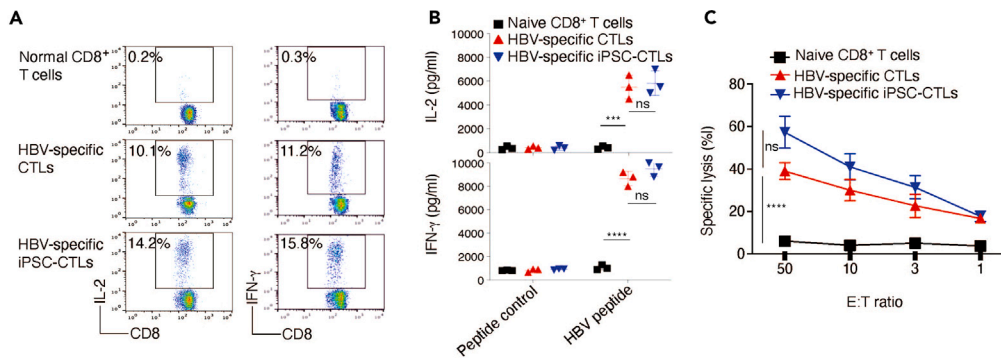 A
Normal CD8+
T cells
0.2%
0.3%
HBV-specific
CTLs
10.1%
11.2%
HBV-specific
iPSC-CTLs
14.2%
15.8%
IL-2
CD8
IFN-γ
CD8
B
Naive CD8+ T cells
HBV-specific CTLs
HBV-specific iPSC-CTLs
IL-2 (pg/ml)
10000
8000
6000
4000
2000
0
***
ns
IFN-γ (pg/ml)
10000
8000
6000
4000
2000
0
****
ns
Peptide control
HBV peptide
C
Naive CD8+ T cells
HBV-specific CTLs
HBV-specific iPSC-CTLs
Specific lysis (%)
80
60
40
20
0
ns
****
50
10
3
1
E:T ratio